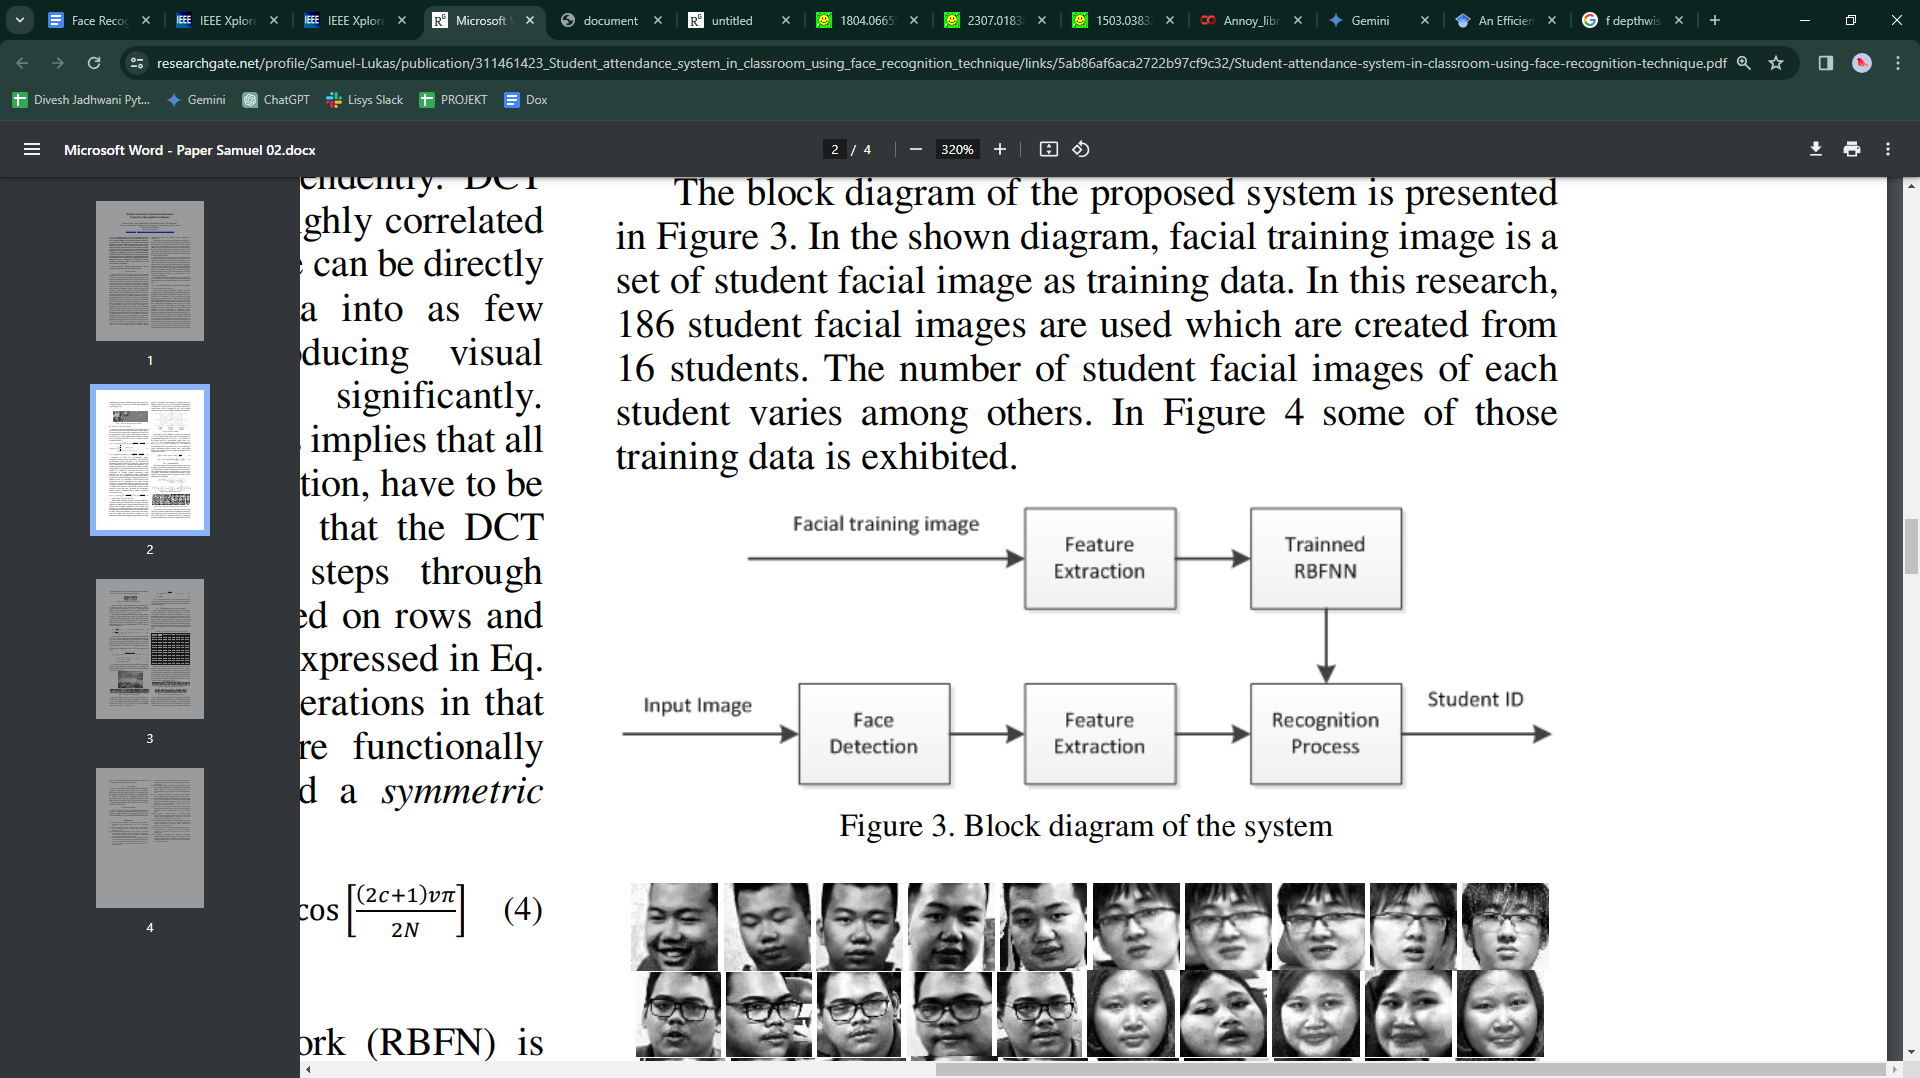 Face Recog
IEEE Xplore
IEEE Xplore
Microsoft
document
untitled
1804.0665
2307.0183
1503.0383
Annoy_libr
Gemini
An Efficien
f depthwis
researchgate.net/profile/Samuel-Lukas/publication/311461423_Student_attendance_system_in_classroom_using_face_recognition_technique/links/5ab86af6aca2722b97cf9c32/Student-attendance-system-in-classroom-using-face-recognition-technique.pdf
Divesh Jadhwani Pyt...
Gemini
ChatGPT
Lisys Slack
PROJEKT
Dox
Microsoft Word - Paper Samuel 02.docx
2 / 4
320%
1
2
3
4
endently. DCT
ghly correlated
can be directly
a into as few
ducing visual
significantly.
implies that all
tion, have to be
that the DCT
steps through
ed on rows and
xpressed in Eq.
erations in that
re functionally
d a symmetric
cos [(2c+1)vπ / 2N] (4)
ork (RBFN) is
The block diagram of the proposed system is presented
in Figure 3. In the shown diagram, facial training image is a
set of student facial image as training data. In this research,
186 student facial images are used which are created from
16 students. The number of student facial images of each
student varies among others. In Figure 4 some of those
training data is exhibited.
Facial training image
Feature
Extraction
Trainned
RBFNN
Input Image
Face
Detection
Feature
Extraction
Recognition
Process
Student ID
Figure 3. Block diagram of the system